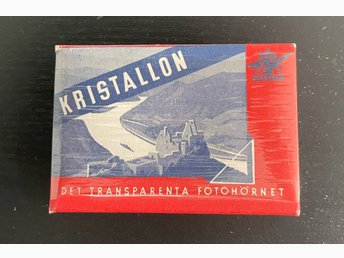 KRISTALLON
DET TRANSPARENTA FOTOHÖRNET